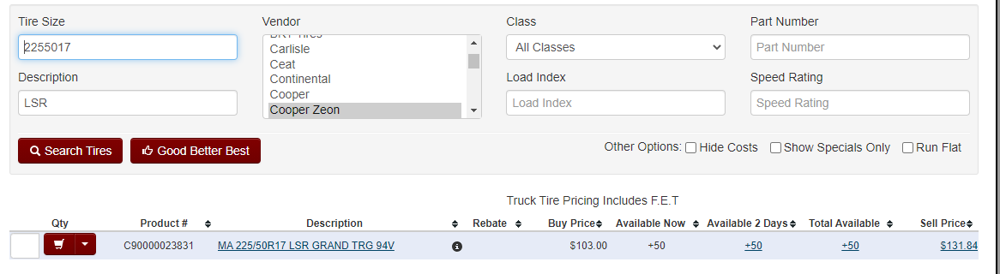 Tire Size Vendor Class Part Number
2255017 Carlisle All Classes Part Number
Ceat
Description Continental Load Index Speed Rating
Cooper
LSR Cooper Zeon Load Index Speed Rating
Search Tires Good Better Best Other Options: Hide Costs Show Specials Only Run Flat
Truck Tire Pricing Includes F.E.T
Qty Product # Description Rebate Buy Price Available Now Available 2 Days Total Available Sell Price
C90000023831 MA 225/50R17 LSR GRAND TRG 94V $103.00 +50 +50 +50 $131.84